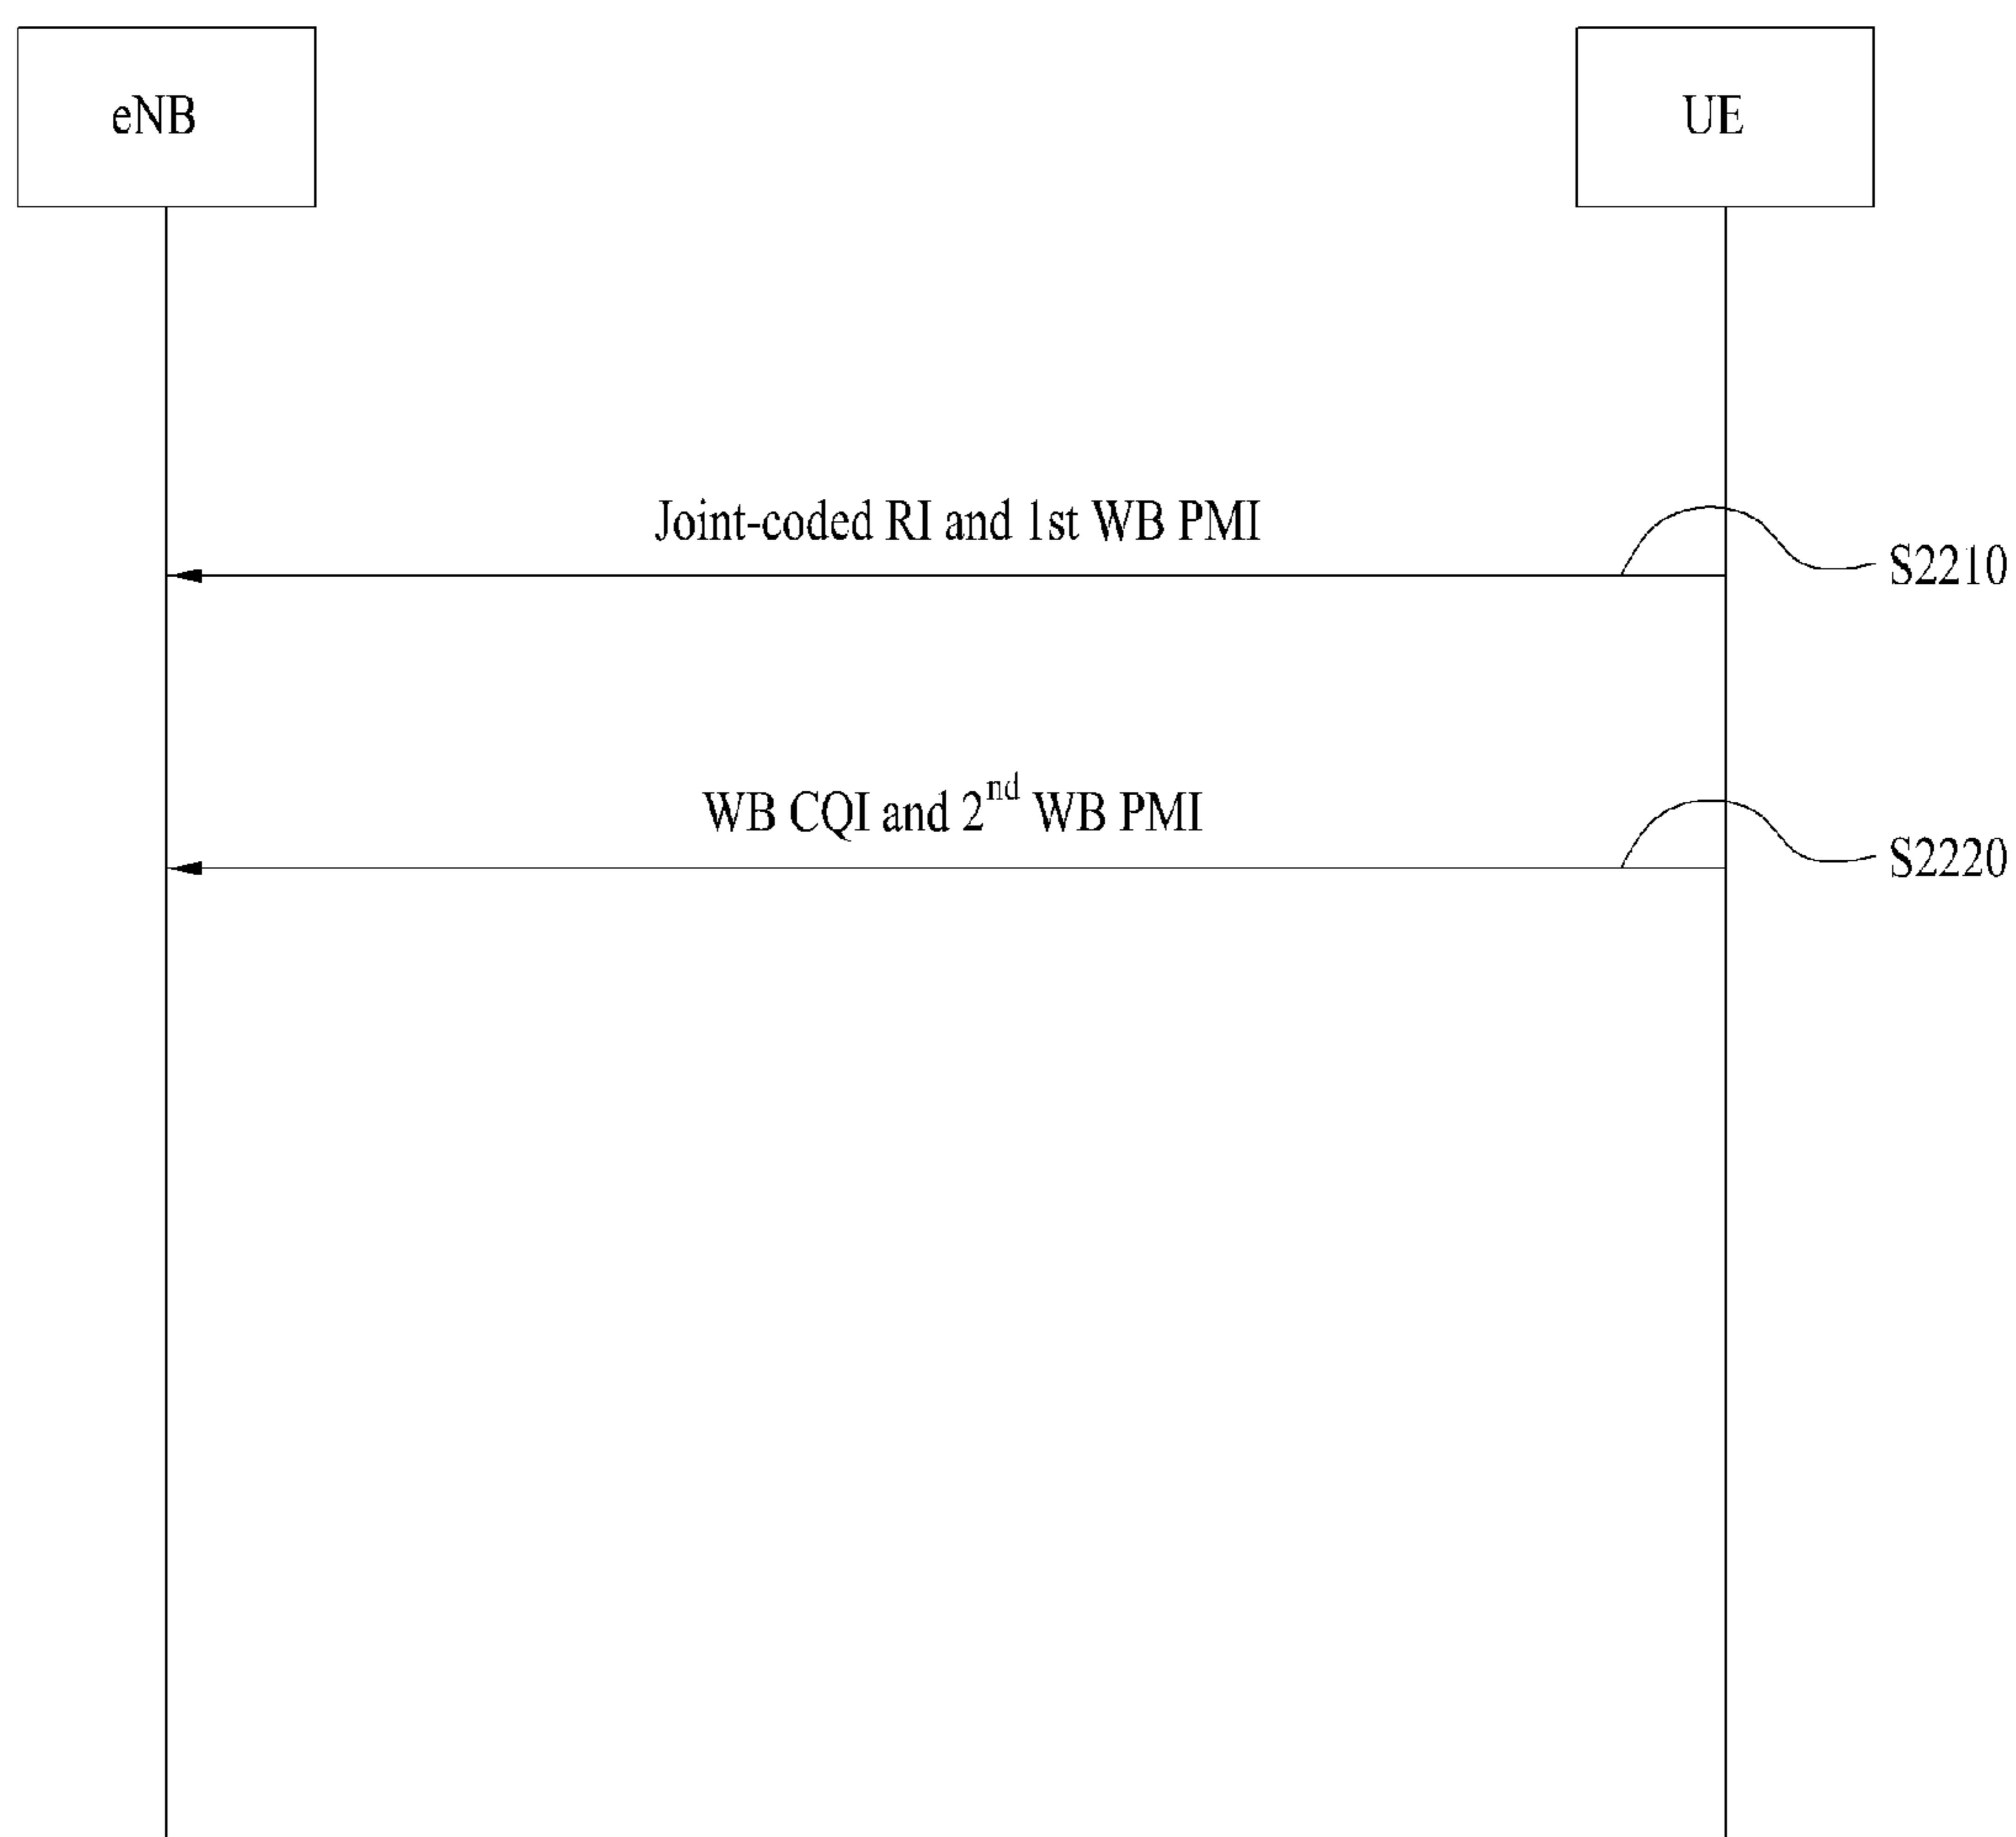 eNB
UE
Joint-coded RI and 1st WB PMI
S2210
WB CQI and 2nd WB PMI
S2220